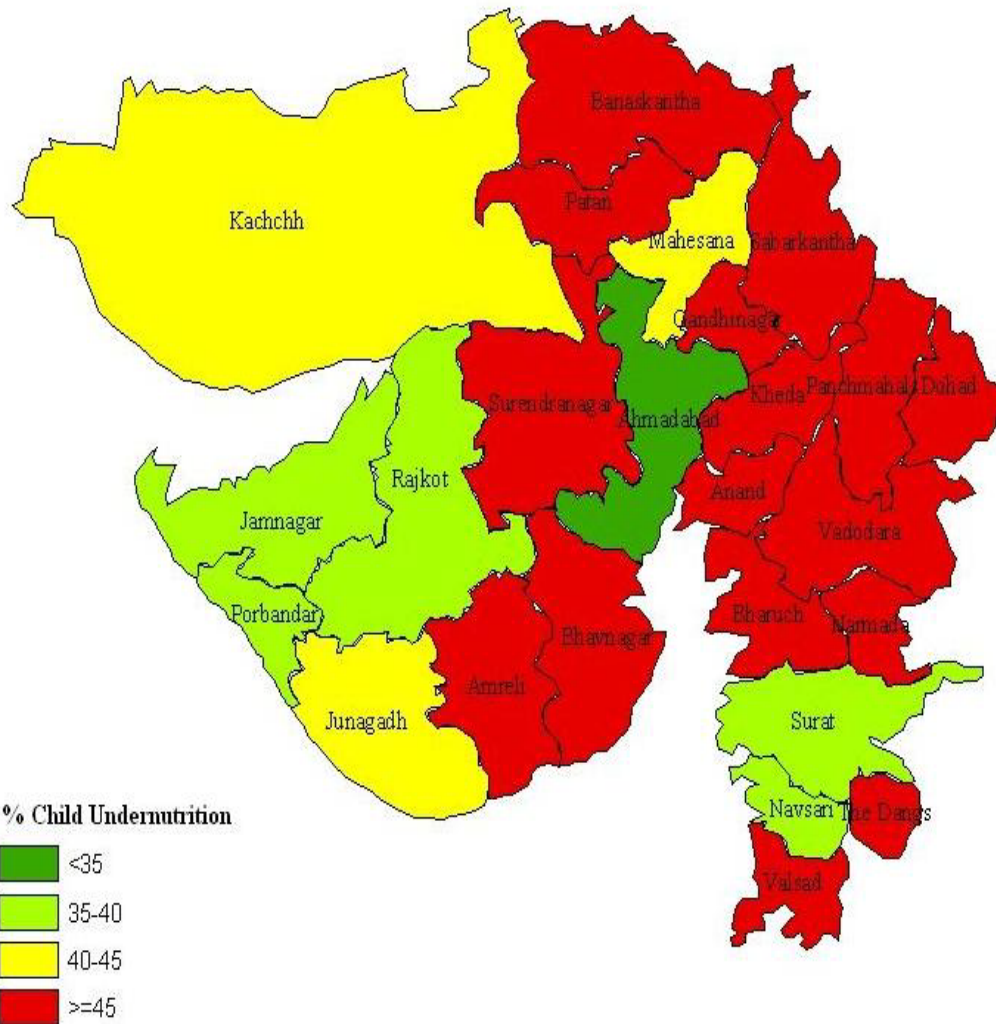 Banaskantha
Patan
Kachchh
Mahesana
Sabarkantha
Gandhinagar
Surendranagar
Ahmadabad
Kheda
Panchmahals
Dohad
Rajkot
Jamnagar
Anand
Vadodara
Porbandar
Bharuch
Narmada
Bhavnagar
Amreli
Junagadh
Surat
Navsari
The Dangs
Valsad
% Child Undernutrition
<35
35-40
40-45
>=45